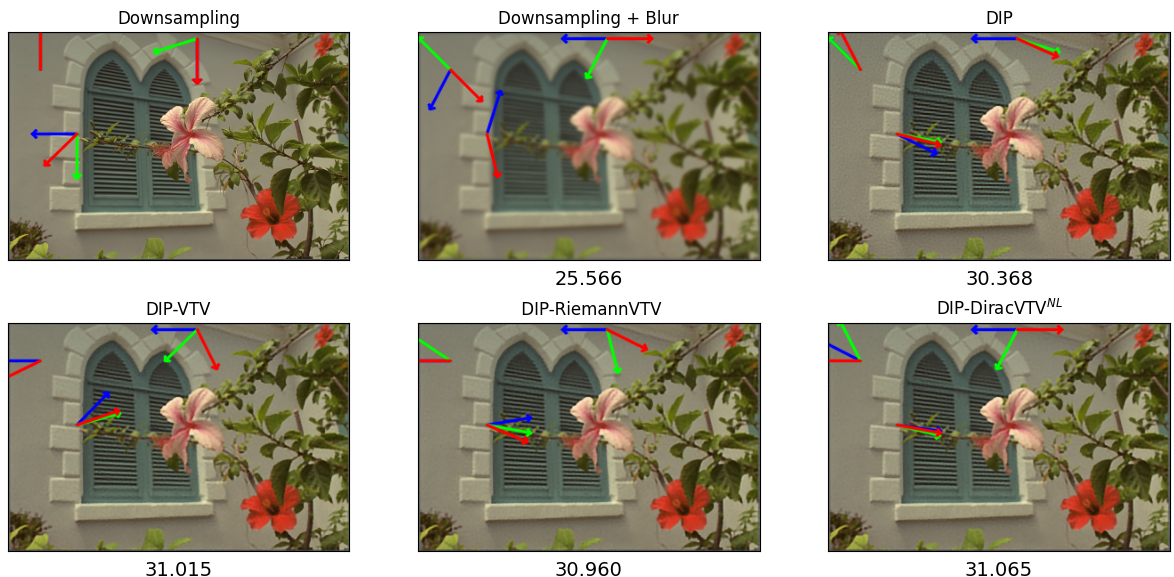 Downsampling
Downsampling + Blur
DIP
25.566
30.368
DIP-VTV
DIP-RiemannVTV
DIP-DiracVTV^{NL}
31.015
30.960
31.065